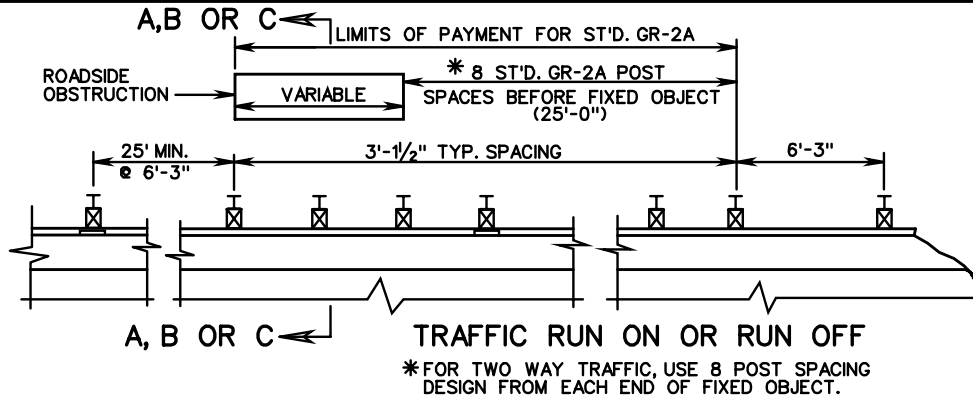 A,B OR C
LIMITS OF PAYMENT FOR ST'D. GR-2A
ROADSIDE
OBSTRUCTION
VARIABLE
* 8 ST'D. GR-2A POST
SPACES BEFORE FIXED OBJECT
(25'-0")
25' MIN.
@ 6'-3"
3'-1/2" TYP. SPACING
6'-3"
A, B OR C
TRAFFIC RUN ON OR RUN OFF
* FOR TWO WAY TRAFFIC, USE 8 POST SPACING
DESIGN FROM EACH END OF FIXED OBJECT.